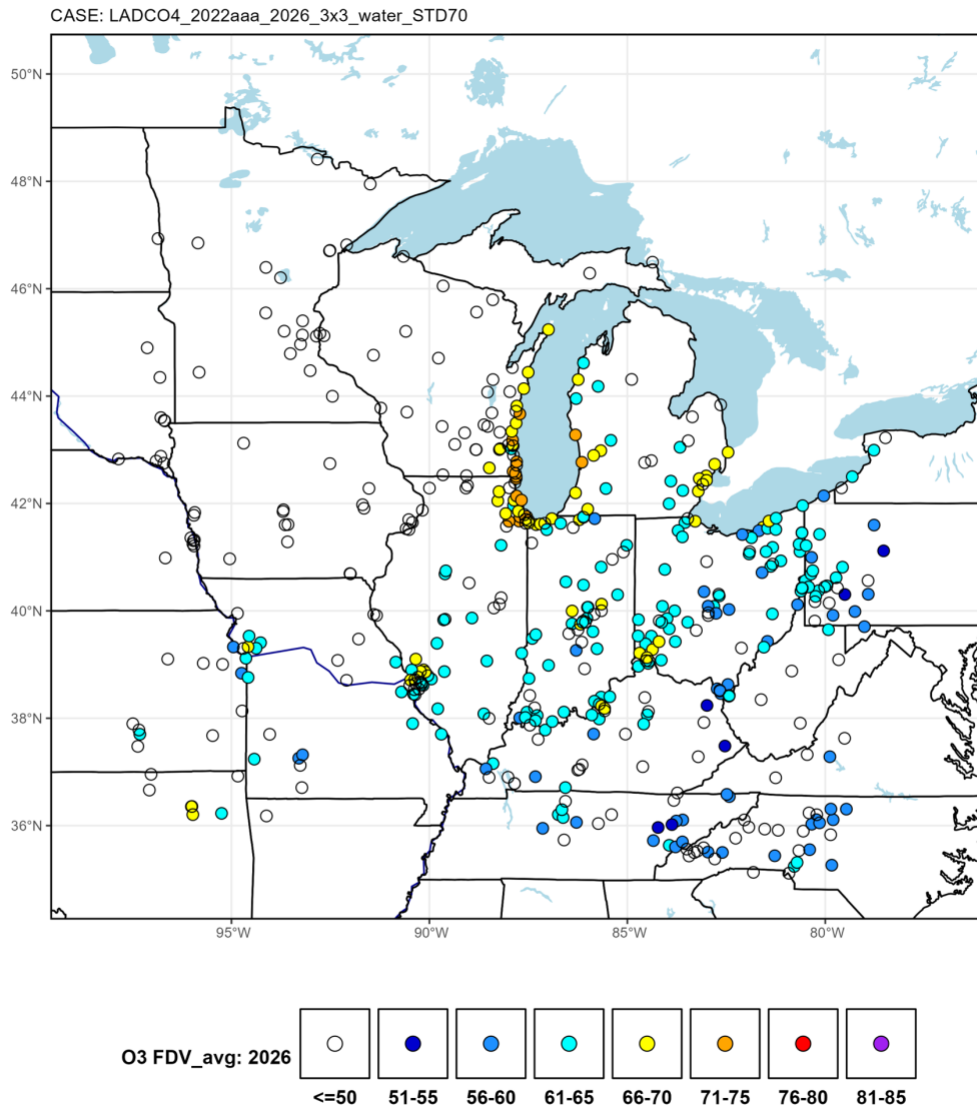 CASE: LADCO4_2022aaa_2026_3x3_water_STD70
50°N
48°N
46°N
44°N
42°N
40°N
38°N
36°N
95°W 90°W 85°W 80°W
O3 FDV_avg: 2026
<=50 51-55 56-60 61-65 66-70 71-75 76-80 81-85